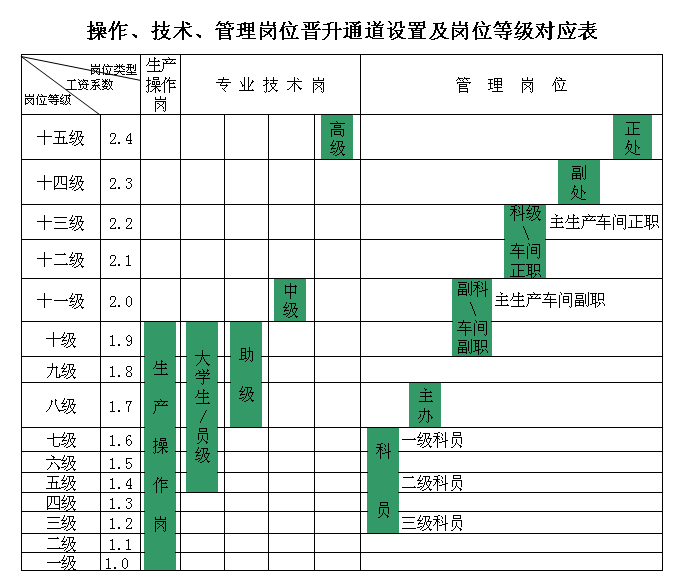 操作、技术、管理岗位晋升通道设置及岗位等级对应表
岗位类型
工资系数
岗位等级
生产
操作
岗
专业技术岗
管理岗位
十五级 2.4 高级 正处
十四级 2.3 副处
十三级 2.2 科级\车间正职 主生产车间正职
十二级 2.1
十一级 2.0 中级 副科\车间副职 主生产车间副职
十级 1.9 生产操作岗 大学生/员级 助级
九级 1.8
八级 1.7 主办
七级 1.6 科员 一级科员
六级 1.5
五级 1.4 二级科员
四级 1.3
三级 1.2 三级科员
二级 1.1
一级 1.0